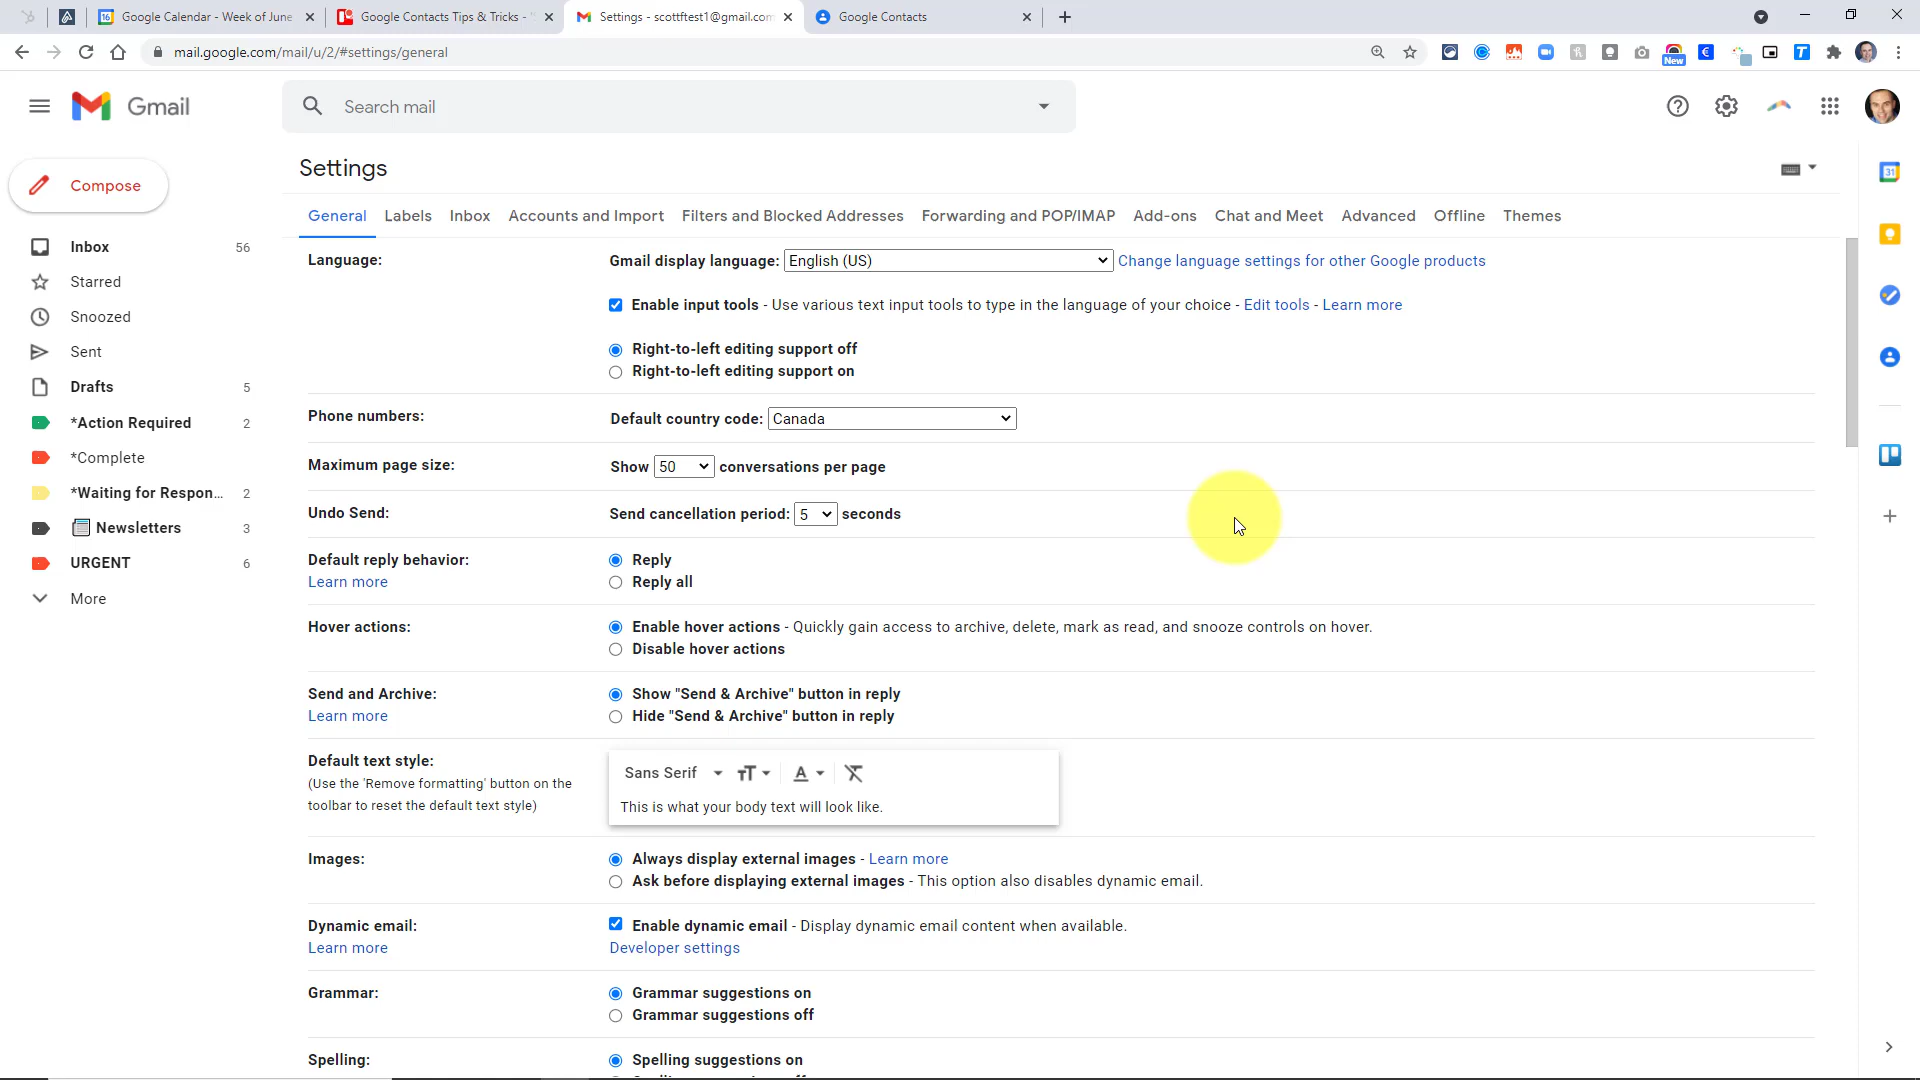 Google Calendar - Week of June
Google Contacts Tips & Tricks -
Settings - scottftest1@gmail.com
Google Contacts
mail.google.com/mail/u/2/#settings/general
New
Gmail
Search mail
Compose
Inbox 56
Starred
Snoozed
Sent
Drafts 5
*Action Required 2
*Complete
*Waiting for Respon... 2
Newsletters 3
URGENT 6
More
Settings
General Labels Inbox Accounts and Import Filters and Blocked Addresses Forwarding and POP/IMAP Add-ons Chat and Meet Advanced Offline Themes
Language:
Gmail display language: English (US) Change language settings for other Google products
Enable input tools - Use various text input tools to type in the language of your choice - Edit tools - Learn more
Right-to-left editing support off
Right-to-left editing support on
Phone numbers:
Default country code: Canada
Maximum page size:
Show 50 conversations per page
Undo Send:
Send cancellation period: 5 seconds
Default reply behavior:
Learn more
Reply
Reply all
Hover actions:
Enable hover actions - Quickly gain access to archive, delete, mark as read, and snooze controls on hover.
Disable hover actions
Send and Archive:
Learn more
Show "Send & Archive" button in reply
Hide "Send & Archive" button in reply
Default text style:
(Use the 'Remove formatting' button on the
toolbar to reset the default text style)
Sans Serif
This is what your body text will look like.
Images:
Always display external images - Learn more
Ask before displaying external images - This option also disables dynamic email.
Dynamic email:
Learn more
Enable dynamic email - Display dynamic email content when available.
Developer settings
Grammar:
Grammar suggestions on
Grammar suggestions off
Spelling:
Spelling suggestions on
31